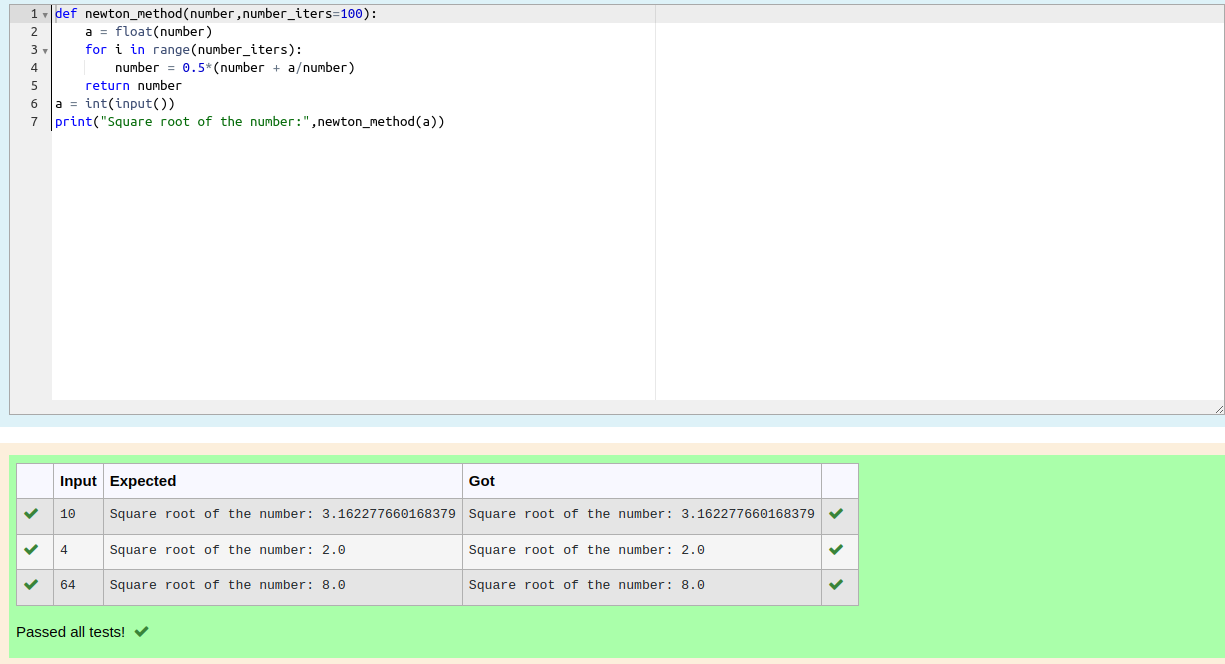 1 def newton_method(number,number_iters=100):
2     a = float(number)
3     for i in range(number_iters):
4         number = 0.5*(number + a/number)
5     return number
6 a = int(input())
7 print("Square root of the number:",newton_method(a))
Input Expected Got
10 Square root of the number: 3.162277660168379 Square root of the number: 3.162277660168379
4 Square root of the number: 2.0 Square root of the number: 2.0
64 Square root of the number: 8.0 Square root of the number: 8.0
Passed all tests!